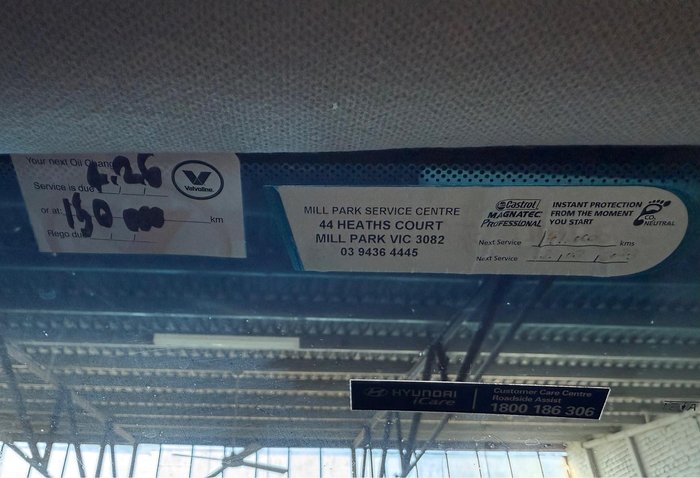 Your next Oil Change
Service is due 4.26
or at: 150 000 km
Rego du
Valvoline
MILL PARK SERVICE CENTRE
44 HEATHS COURT
MILL PARK VIC 3082
03 9436 4445
Castrol
MAGNATEC
PROFESSIONAL
INSTANT PROTECTION
FROM THE MOMENT
YOU START
CO2
NEUTRAL
Next Service kms
Next Service
HYUNDAI
iCare
Customer Care Centre
Roadside Assist
1800 186 306